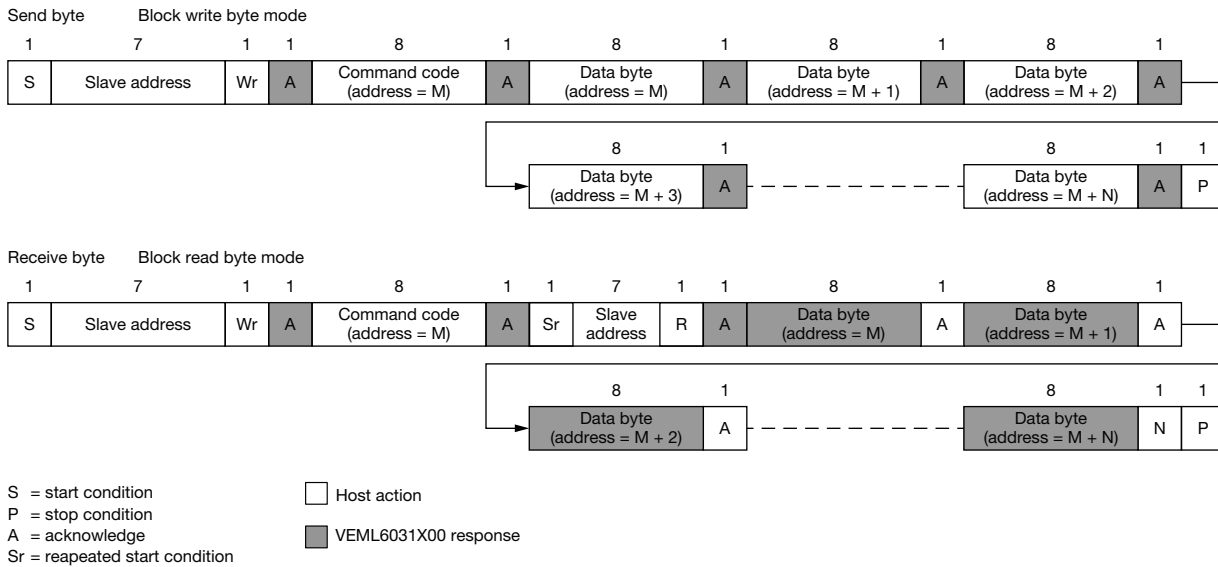 Send byte Block write byte mode
1 7 1 1 8 1 8 1 8 1 8 1
S Slave address Wr A Command code (address = M) A Data byte (address = M) A Data byte (address = M + 1) A Data byte (address = M + 2) A
8 1 8 1 1
Data byte (address = M + 3) A Data byte (address = M + N) A P
Receive byte Block read byte mode
1 7 1 1 8 1 1 7 1 1 8 1 8 1
S Slave address Wr A Command code (address = M) A Sr Slave address R A Data byte (address = M) A Data byte (address = M + 1) A
8 1 8 1 1
Data byte (address = M + 2) A Data byte (address = M + N) N P
S = start condition
P = stop condition
A = acknowledge
Sr = reapeated start condition
Host action
VEML6031X00 response